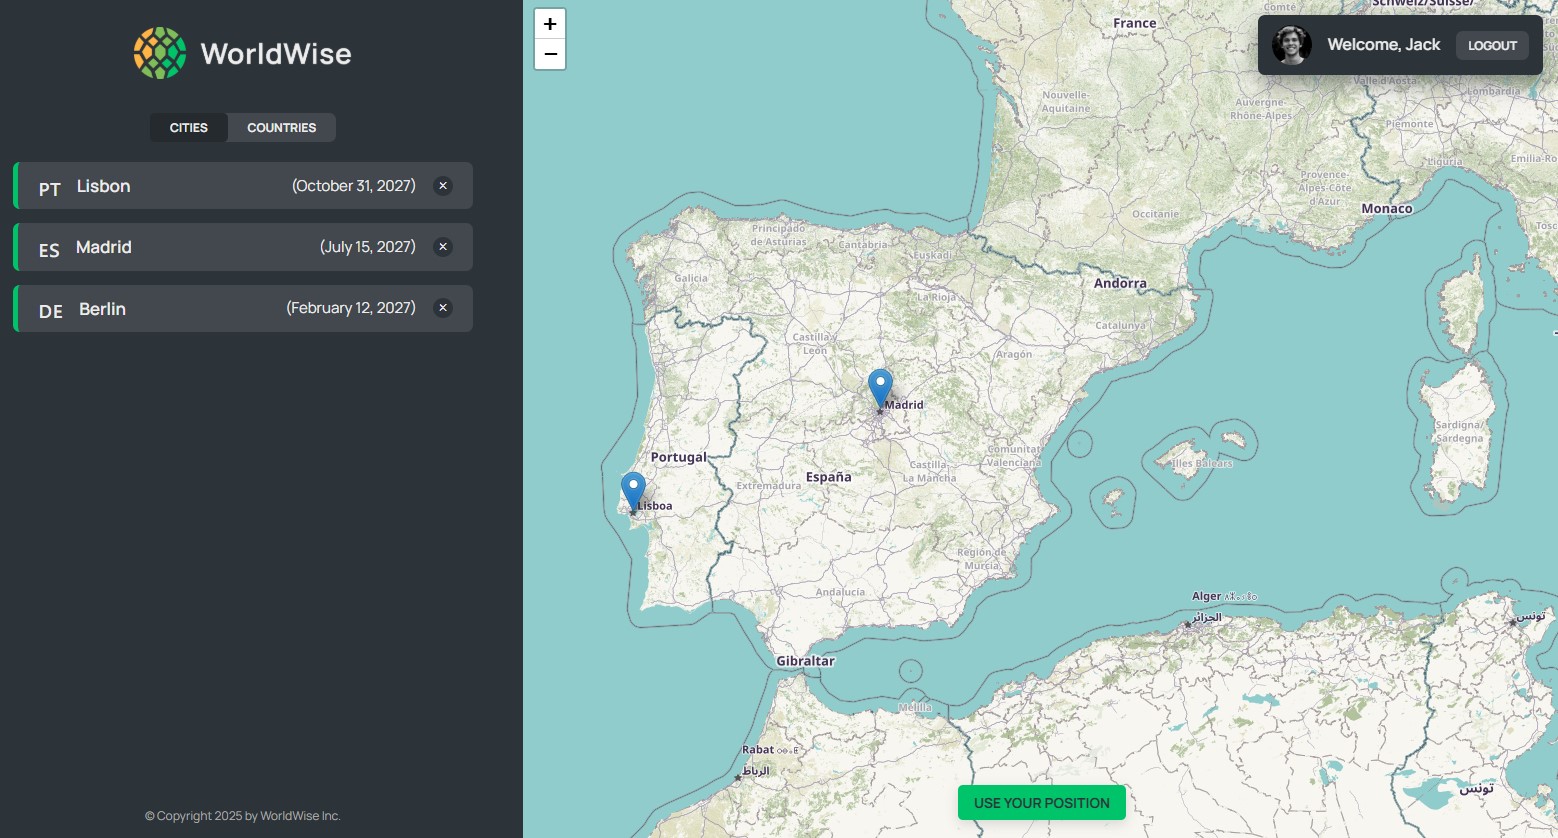 WorldWise
CITIES
COUNTRIES
PT Lisbon (October 31, 2027) ×
ES Madrid (July 15, 2027) ×
DE Berlin (February 12, 2027) ×
© Copyright 2025 by WorldWise Inc.
+
−
Welcome, Jack
LOGOUT
France
Schweiz/Suisse/
Comté
Valle d'Aosta
Lombardia
Nouvelle-
Aquitaine
Auvergne-
Rhône-Alpes
Piemonte
Liguria
Emilia-Ro
Provence-
Alpes-Côte
d'Azur
Monaco
Occitanie
Tosc
Principado
de Asturias
Cantabria
Euskadi
Galicia
Andorra
La Rioja
Catalunya
Castilla y
León
Aragón
Madrid
Portugal
España
Comunitat
Valenciana
Castilla-
La Mancha
Extremadura
Illes Balears
Sardigna/
Sardegna
Lisboa
Región de
Murcia
Andalucía
Alger
الجزائر
تونس
Gibraltar
Melilla
Rabat
الرباط
تونس
USE YOUR POSITION